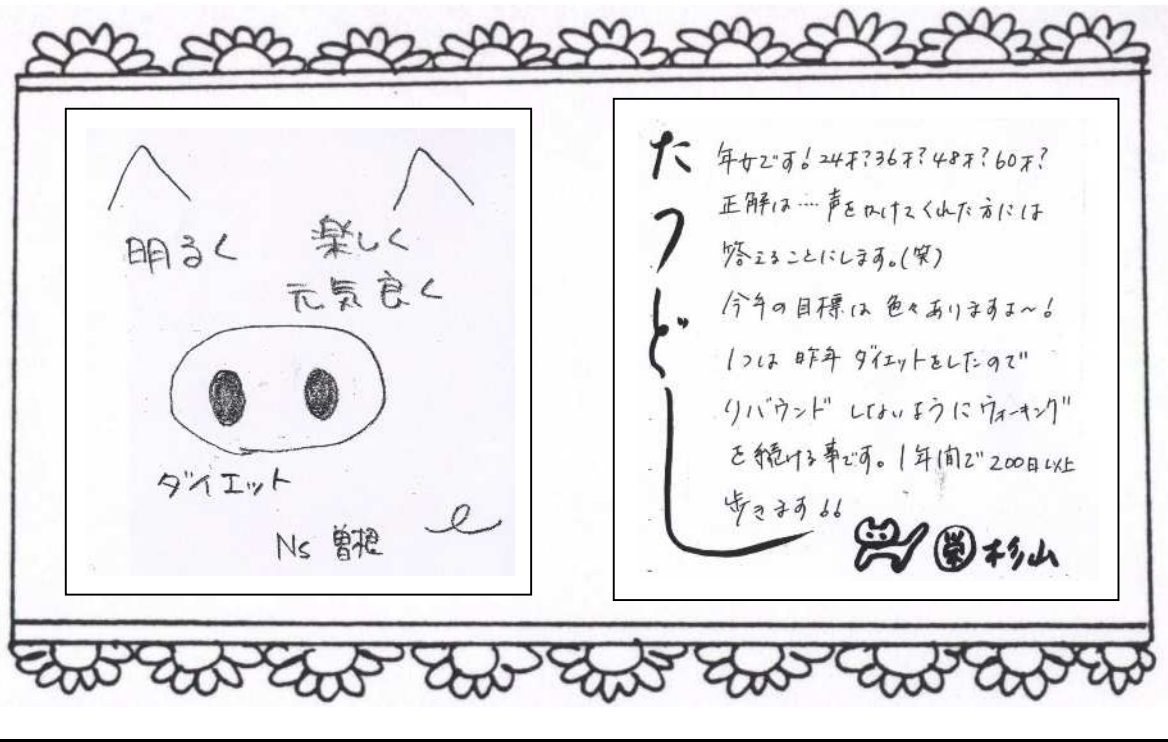 明るく
楽しく
元気良く
ダイエット
Ns 曽根
たつどし
年女です! 24才?36才?48才?60才?
正解は…声をかけてくれた方には
答えることにします。(笑)
今年の目標は色々ありますよ~!
1つは昨年ダイエットをしたので
リバウンドしないようにウォーキング
を続ける事です。1年間で200日以上
歩きます!!
栄 杉山